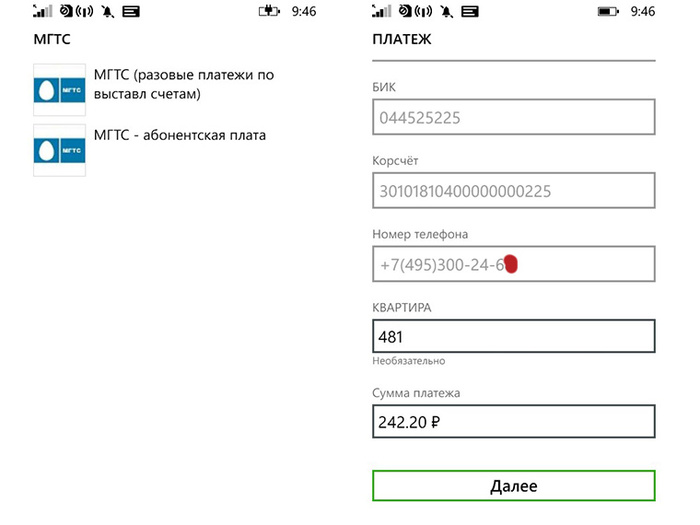 9:46
МГТС
МГТС
МГТС (разовые платежи по
выставл счетам)
МГТС
МГТС - абонентская плата
9:46
ПЛАТЕЖ
БИК
044525225
Корсчёт
30101810400000000225
Номер телефона
+7(495)300-24-6
КВАРТИРА
481
Необязательно
Сумма платежа
242.20 ₽
Далее